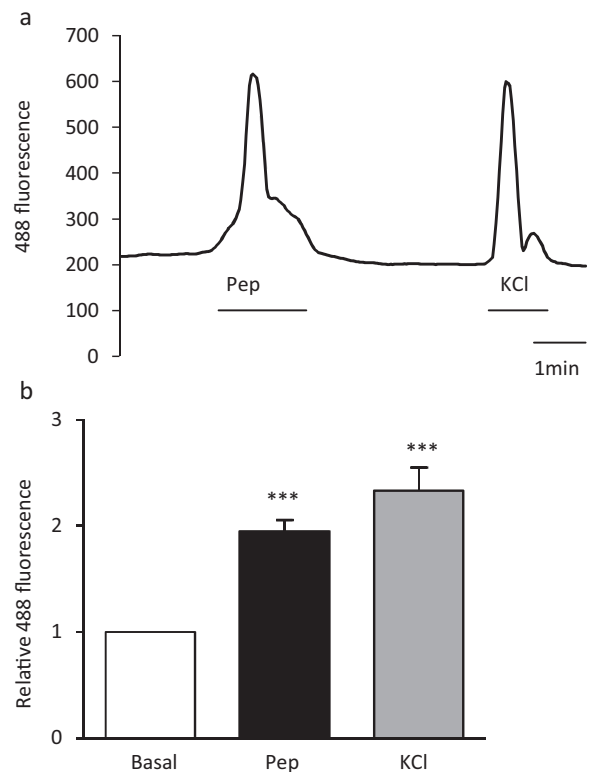 a
700
600
500
400
300
200
100
0
488 fluorescence
Pep
KCl
1min
b
3
2
1
0
Relative 488 fluorescence
***
***
Basal
Pep
KCl